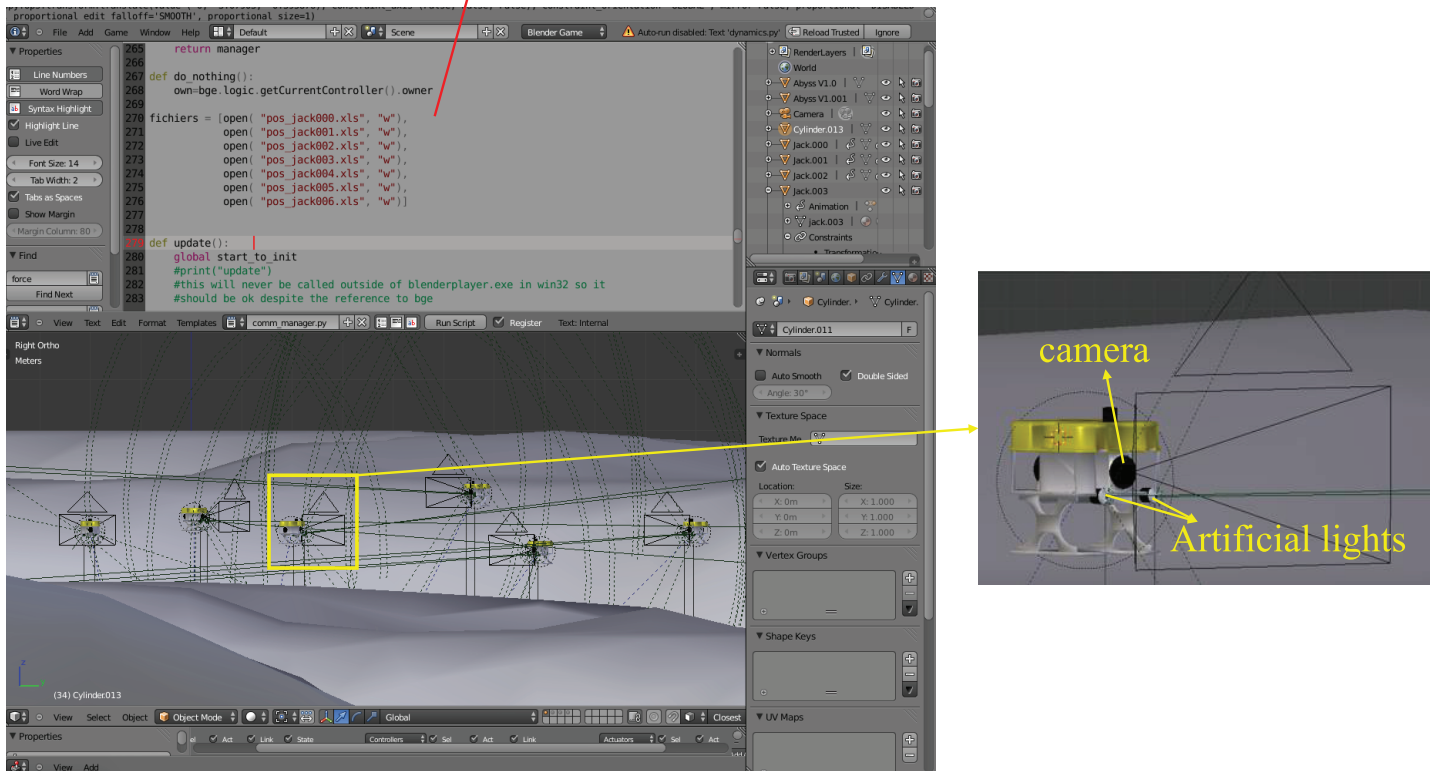 proportional edit falloff='SMOOTH', proportional size=1)
File Add Game Window Help Default Scene Blender Game Auto-run disabled: Text 'dynamics.py' Reload Trusted Ignore
Properties
Line Numbers
Word Wrap
Syntax Highlight
Highlight Line
Live Edit
Font Size: 14
Tab Width: 2
Tabs as Spaces
Show Margin
Margin Column: 80
Find
force
Find Next
265 return manager
266
267 def do_nothing():
268 own=bge.logic.getCurrentController().owner
269
270 fichiers = [open( "pos_jack000.xls", "w"),
271 open( "pos_jack001.xls", "w"),
272 open( "pos_jack002.xls", "w"),
273 open( "pos_jack003.xls", "w"),
274 open( "pos_jack004.xls", "w"),
275 open( "pos_jack005.xls", "w"),
276 open( "pos_jack006.xls", "w")]
277
278
279 def update():
280 global start_to_init
281 #print("update")
282 #this will never be called outside of blenderplayer.exe in win32 so it
283 #should be ok despite the reference to bge
View Text Edit Format Templates comm_manager.py Run Script Register Text: Internal
RenderLayers
World
Abyss V1.0
Abyss V1.001
Camera
Cylinder.013
Jack.000
Jack.001
Jack.002
Jack.003
Animation
jack.003
Constraints
Cylinder. Cylinder.
Cylinder.011 F
Normals
Auto Smooth Double Sided
Angle: 30°
Texture Space
Texture Me
Auto Texture Space
Location: Size:
X: 0m X: 1.000
Y: 0m Y: 1.000
Z: 0m Z: 1.000
Vertex Groups
Shape Keys
UV Maps
Right Ortho
Meters
z
(34) Cylinder.013
View Select Object Object Mode Global Closest
Properties
Act Link State Controllers Sel Act Link Actuators Sel Act
View Add
camera
Artificial lights